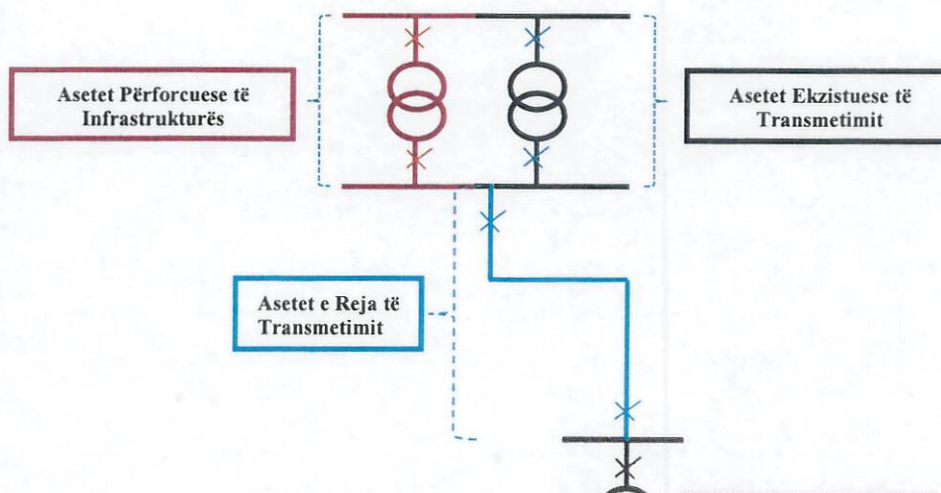 Asetet Përforcuese të
Infrastrukturës
Asetet Ekzistuese të
Transmetimit
Asetet e Reja të
Transmetimit